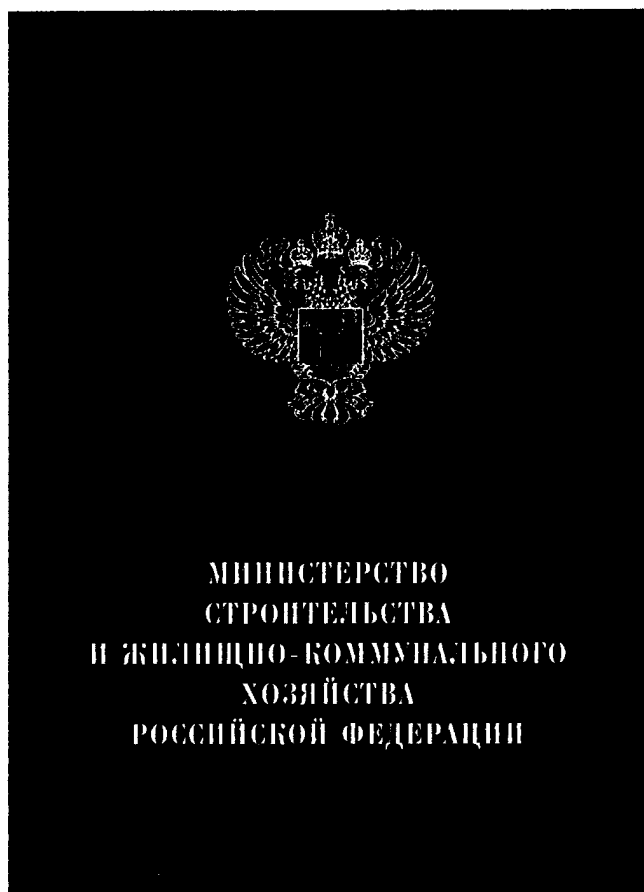 МИНИСТЕРСТВО
СТРОИТЕЛЬСТВА
И ЖИЛИЩНО-КОММУНАЛЬНОГО
ХОЗЯЙСТВА
РОССИЙСКОЙ ФЕДЕРАЦИИ